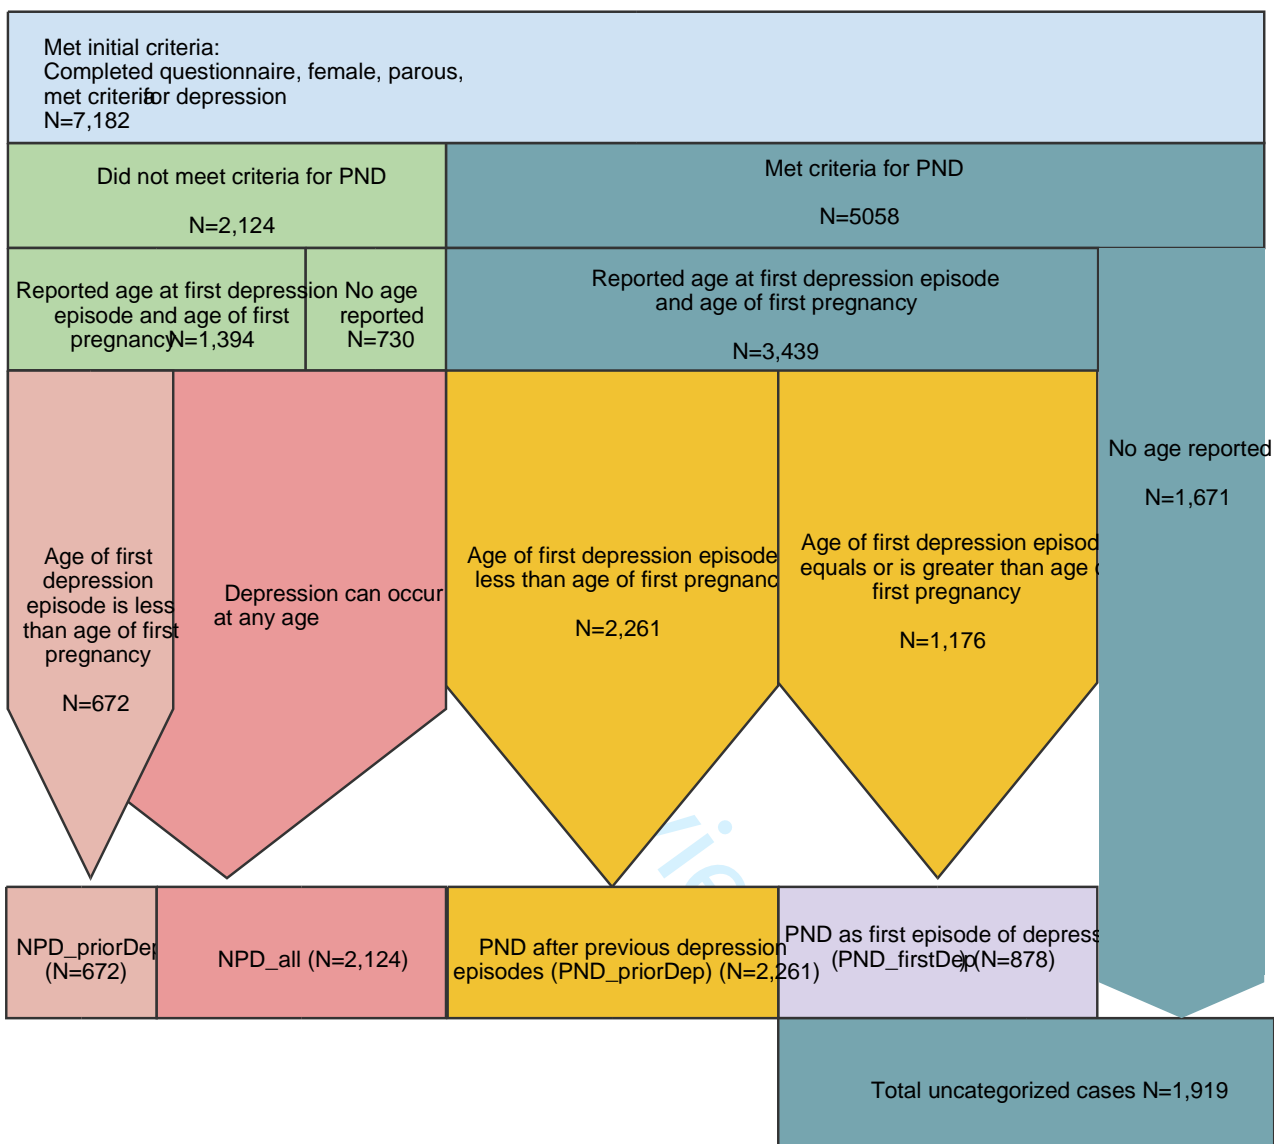 Met initial criteria:
Completed questionnaire, female, parous,
met criteria for depression
N=7,182
Did not meet criteria for PND
N=2,124
Met criteria for PND
N=5058
Reported age at first depression
episode and age of first
pregnancy N=1,394
No age
reported
N=730
Reported age at first depression episode
and age of first pregnancy
N=3,439
No age reported
N=1,671
Age of first
depression
episode is less
than age of first
pregnancy
N=672
Depression can occur
at any age
Age of first depression episode
less than age of first pregnanc
N=2,261
Age of first depression episod
equals or is greater than age
first pregnancy
N=1,176
vie
NPD_priorDep
(N=672)
NPD_all (N=2,124)
PND after previous depression
episodes (PND_priorDep) (N=2,261)
PND as first episode of depress
(PND_firstDep) (N=878)
Total uncategorized cases N=1,919